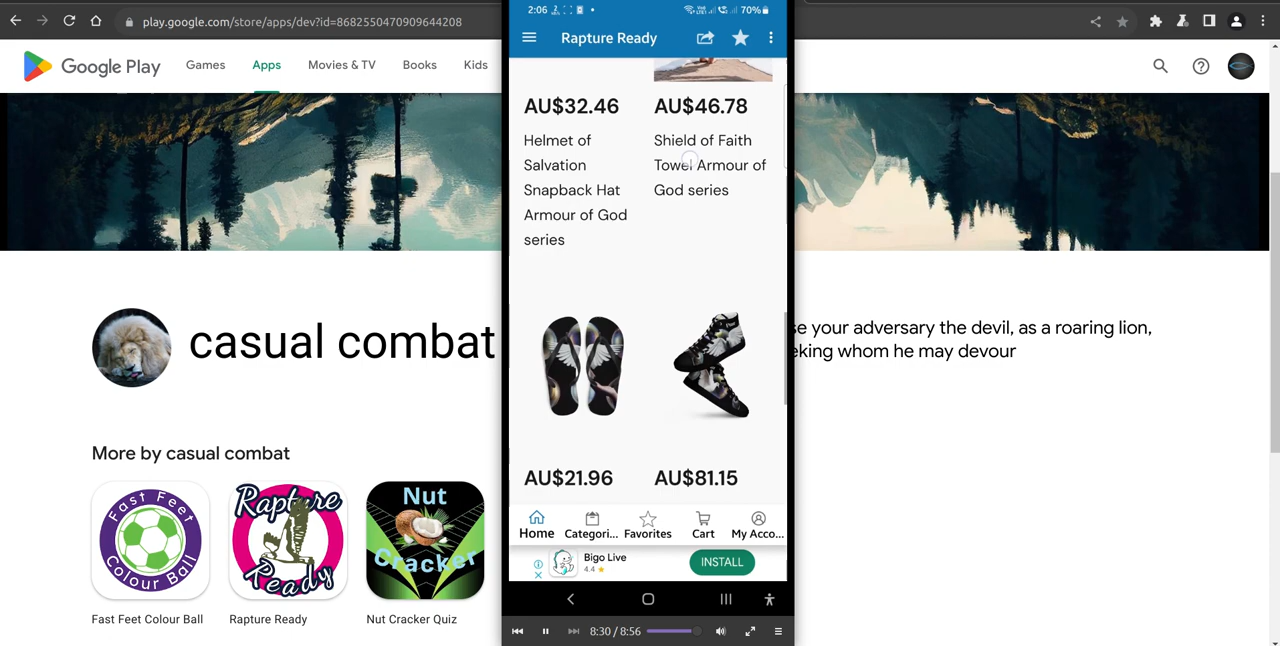 play.google.com/store/apps/dev?id=8682550470909644208
Google Play
Games
Apps
Movies & TV
Books
Kids
2:06
70%
Rapture Ready
AU$32.46
Helmet of
Salvation
Snapback Hat
Armour of God
series
AU$46.78
Shield of Faith
Towel Armour of
God series
AU$21.96
AU$81.15
Home
Categori...
Favorites
Cart
My Acco...
Bigo Live
4.4
INSTALL
8:30 / 8:56
casual combat
se your adversary the devil, as a roaring lion,
eking whom he may devour
More by casual combat
Fast Feet
Colour Ball
Rapture
Ready
Nut
Cracker
Fast Feet Colour Ball
Rapture Ready
Nut Cracker Quiz